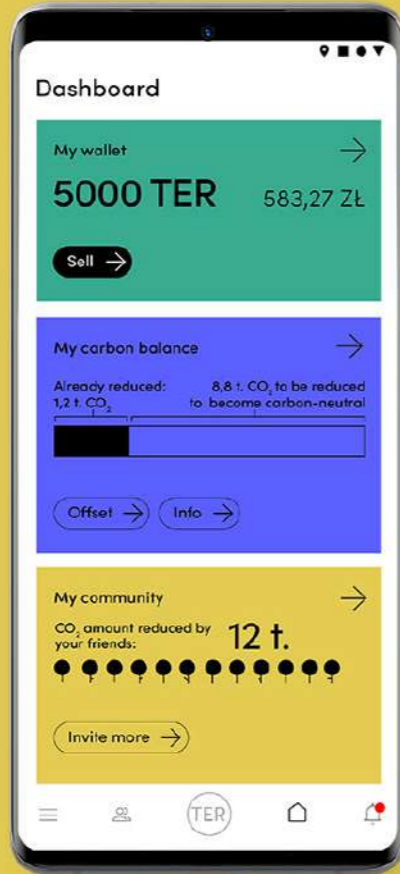 Dashboard
My wallet
5000 TER 583,27 ZŁ
Sell
My carbon balance
Already reduced: 8,8 t. CO₂ to be reduced
1,2 t. CO₂ to become carbon-neutral
Offset Info
My community
CO₂ amount reduced by 12 t.
your friends:
Invite more
TER